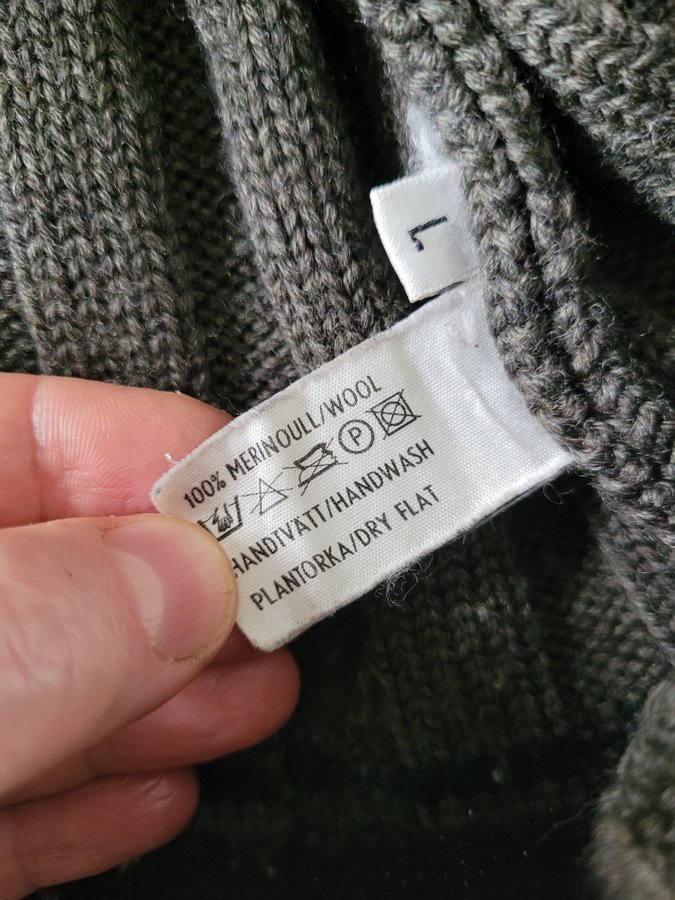 L
100% MERINOULL/WOOL
P
HANDTVÄTT/HANDWASH
PLANTORKA/DRY FLAT